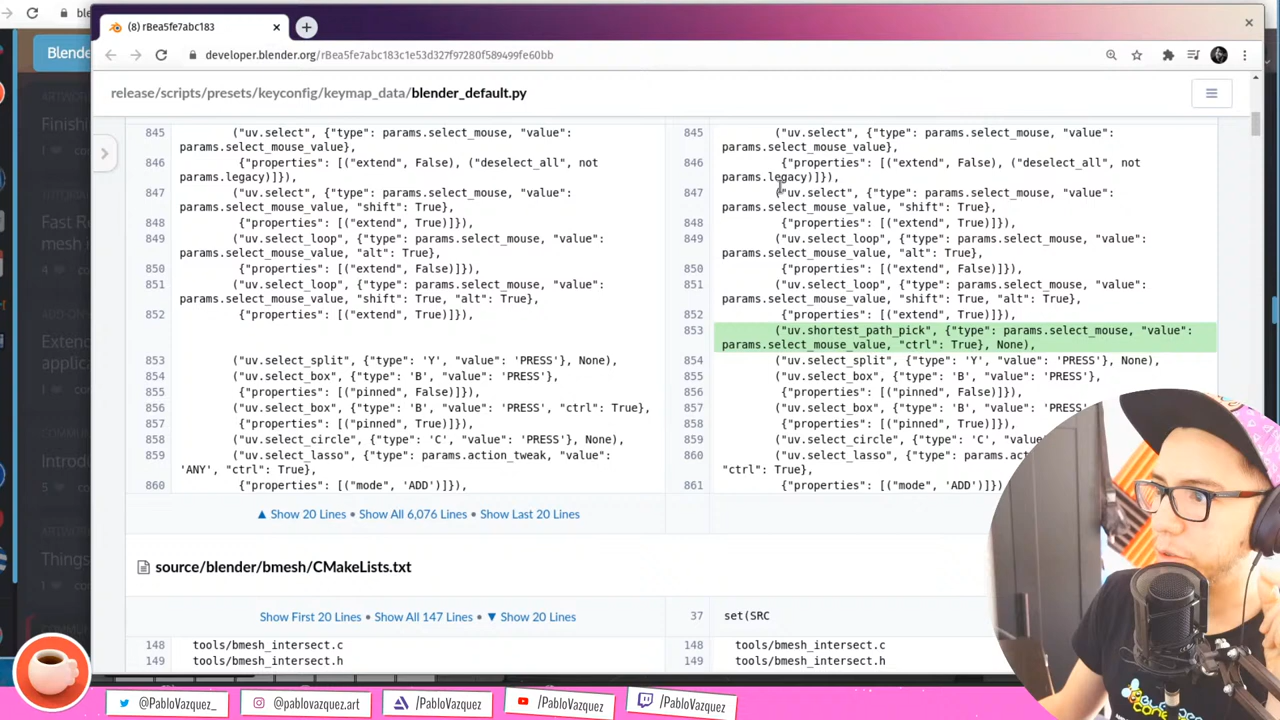 (8) rBea5fe7abc183
developer.blender.org/rBea5fe7abc183c1e53d327f97280f589499fe60bb
release/scripts/presets/keyconfig/keymap_data/blender_default.py
845 ("uv.select", {"type": params.select_mouse, "value":
params.select_mouse_value},
846 {"properties": [("extend", False), ("deselect_all", not
params.legacy)]}),
847 ("uv.select", {"type": params.select_mouse, "value":
params.select_mouse_value, "shift": True},
848 {"properties": [("extend", True)]}),
849 ("uv.select_loop", {"type": params.select_mouse, "value":
params.select_mouse_value, "alt": True},
850 {"properties": [("extend", False)]}),
851 ("uv.select_loop", {"type": params.select_mouse, "value":
params.select_mouse_value, "shift": True, "alt": True},
852 {"properties": [("extend", True)]}),
853 ("uv.select_split", {"type": 'Y', "value": 'PRESS'}, None),
854 ("uv.select_box", {"type": 'B', "value": 'PRESS'},
855 {"properties": [("pinned", False)]}),
856 ("uv.select_box", {"type": 'B', "value": 'PRESS', "ctrl": True},
857 {"properties": [("pinned", True)]}),
858 ("uv.select_circle", {"type": 'C', "value": 'PRESS'}, None),
859 ("uv.select_lasso", {"type": params.action_tweak, "value":
'ANY', "ctrl": True},
860 {"properties": [("mode", 'ADD')]}),
845 ("uv.select", {"type": params.select_mouse, "value":
params.select_mouse_value},
846 {"properties": [("extend", False), ("deselect_all", not
params.legacy)]}),
847 ("uv.select", {"type": params.select_mouse, "value":
params.select_mouse_value, "shift": True},
848 {"properties": [("extend", True)]}),
849 ("uv.select_loop", {"type": params.select_mouse, "value":
params.select_mouse_value, "alt": True},
850 {"properties": [("extend", False)]}),
851 ("uv.select_loop", {"type": params.select_mouse, "value":
params.select_mouse_value, "shift": True, "alt": True},
852 {"properties": [("extend", True)]}),
853 ("uv.shortest_path_pick", {"type": params.select_mouse, "value":
params.select_mouse_value, "ctrl": True}, None),
854 ("uv.select_split", {"type": 'Y', "value": 'PRESS'}, None),
855 ("uv.select_box", {"type": 'B', "value": 'PRESS'},
856 {"properties": [("pinned", False)]}),
857 ("uv.select_box", {"type": 'B', "value": 'PRESS
858 {"properties": [("pinned", True)]}),
859 ("uv.select_circle", {"type": 'C', "value":
860 ("uv.select_lasso", {"type":
"ctrl": True},
861 {"properties": [("mode", 'ADD')]}
▲ Show 20 Lines • Show All 6,076 Lines • Show Last 20 Lines
source/blender/bmesh/CMakeLists.txt
Show First 20 Lines • Show All 147 Lines • ▼ Show 20 Lines
37 set(SRC
148 tools/bmesh_intersect.c
149 tools/bmesh_intersect.h
148 tools/bmesh_intersect.c
149 tools/bmesh_intersect.h
@PabloVazquez_
@pablovazquez.art
/PabloVazquez
/PabloVazquez
/PabloVazquez